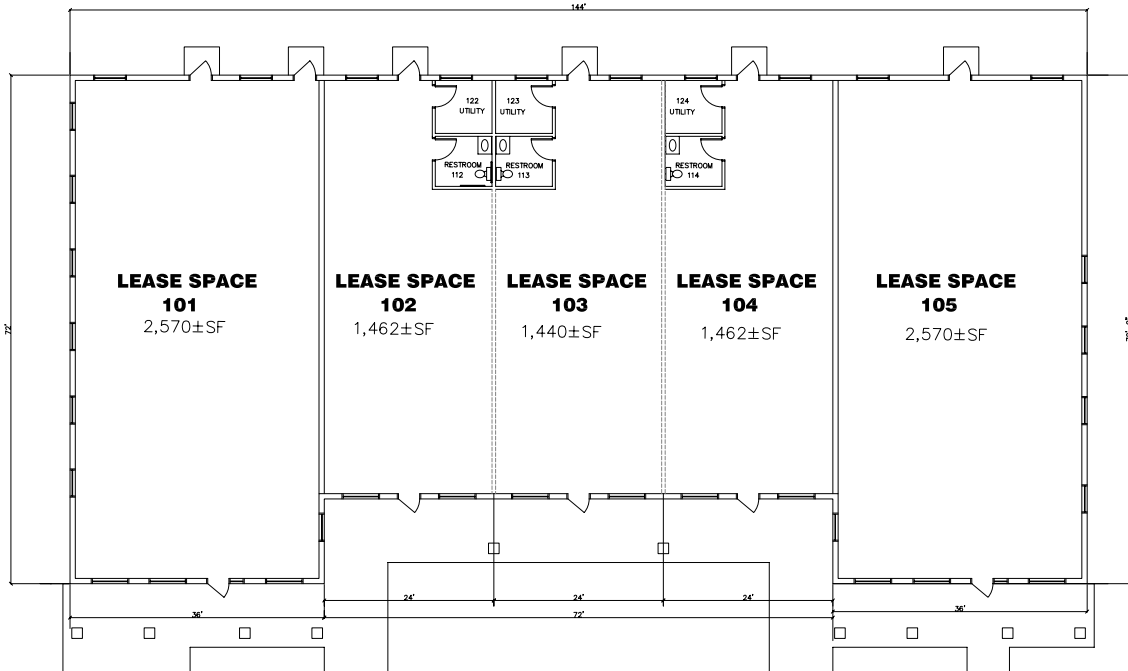 144'
122
UTILITY
123
UTILITY
124
UTILITY
RESTROOM
112
RESTROOM
113
RESTROOM
114
LEASE SPACE
101
2,570±SF
LEASE SPACE
102
1,462±SF
LEASE SPACE
103
1,440±SF
LEASE SPACE
104
1,462±SF
LEASE SPACE
105
2,570±SF
72'
24'
24'
24'
36'
72'
36'